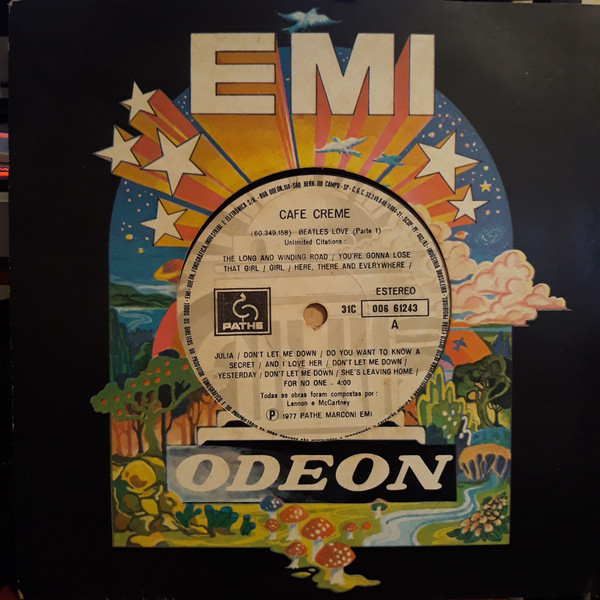 EMI
CAFE CREME
(60.349.158) BEATLES LOVE (Parte 1)
Unlimited Citations :
THE LONG AND WINDING ROAD / YOU'RE GONNA LOSE
THAT GIRL / GIRL / HERE, THERE AND EVERYWHERE /
ESTEREO
PATHE
31C 006 61243
A
JULIA / DON'T LET ME DOWN / DO YOU WANT TO KNOW A
SECRET / AND I LOVE HER / DON'T LET ME DOWN /
YESTERDAY / DON'T LET ME DOWN / SHE'S LEAVING HOME /
FOR NO ONE - 4:00
Todas as obras foram compostas por :
Lennon e McCartney
Ⓟ 1977 PATHE MARCONI EMI
ODEON